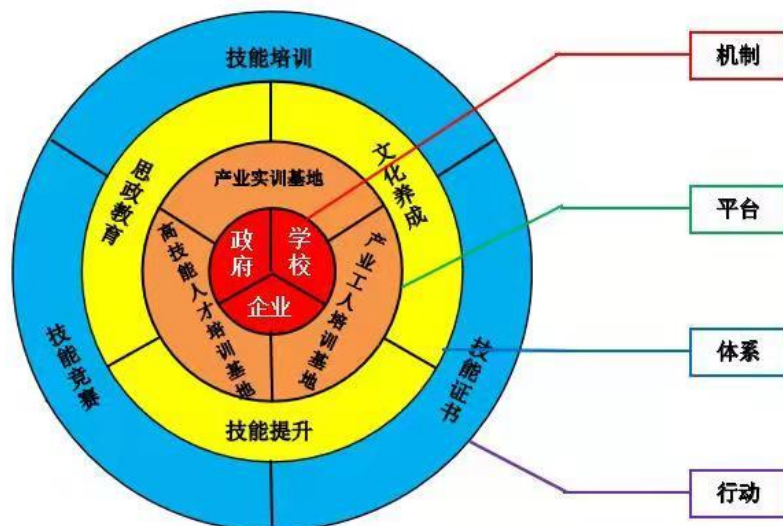 技能培训
机制
思政教育
文化养成
产业实训基地
平台
政府
学校
企业
高技能人才培训基地
产业工人培训基地
体系
技能竞赛
技能证书
技能提升
行动